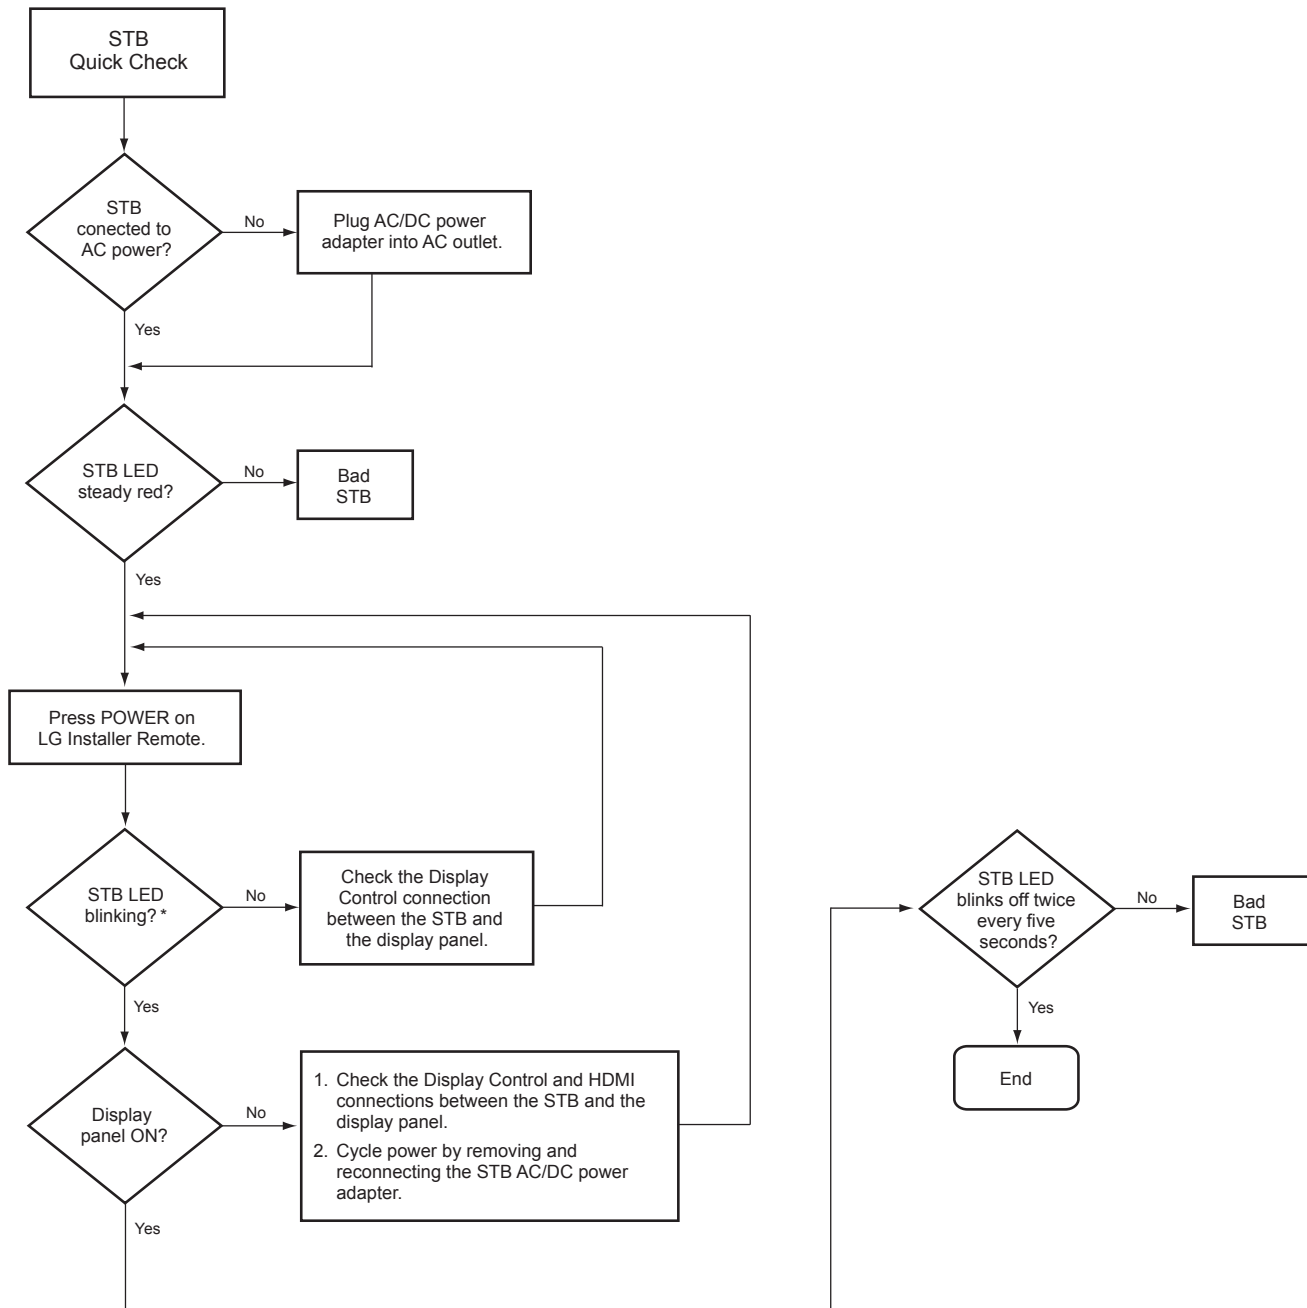 STB
Quick Check
STB
conected to
AC power?
No
Plug AC/DC power
adapter into AC outlet.
Yes
STB LED
steady red?
No
Bad
STB
Yes
Press POWER on
LG Installer Remote.
STB LED
blinking? *
No
Check the Display
Control connection
between the STB and
the display panel.
Yes
Display
panel ON?
No
1. Check the Display Control and HDMI
connections between the STB and the
display panel.
2. Cycle power by removing and
reconnecting the STB AC/DC power
adapter.
Yes
STB LED
blinks off twice
every five
seconds?
No
Bad
STB
Yes
End